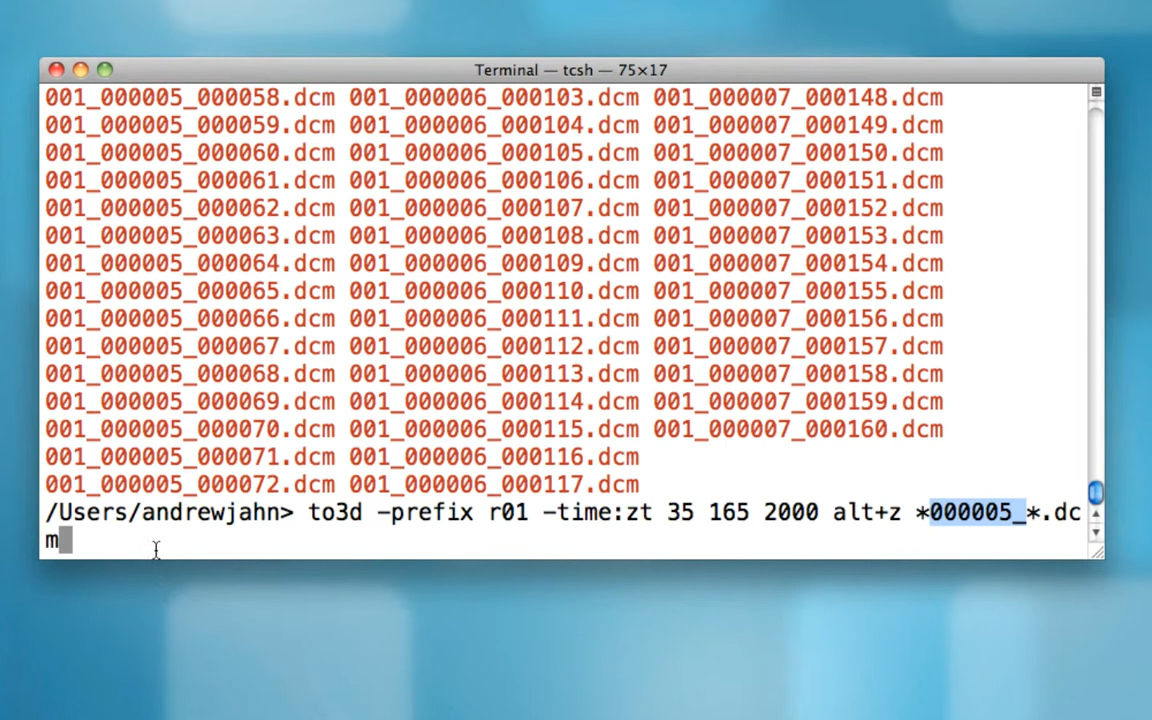 Terminal — tcsh — 75×17
001_000005_000058.dcm 001_000006_000103.dcm 001_000007_000148.dcm
001_000005_000059.dcm 001_000006_000104.dcm 001_000007_000149.dcm
001_000005_000060.dcm 001_000006_000105.dcm 001_000007_000150.dcm
001_000005_000061.dcm 001_000006_000106.dcm 001_000007_000151.dcm
001_000005_000062.dcm 001_000006_000107.dcm 001_000007_000152.dcm
001_000005_000063.dcm 001_000006_000108.dcm 001_000007_000153.dcm
001_000005_000064.dcm 001_000006_000109.dcm 001_000007_000154.dcm
001_000005_000065.dcm 001_000006_000110.dcm 001_000007_000155.dcm
001_000005_000066.dcm 001_000006_000111.dcm 001_000007_000156.dcm
001_000005_000067.dcm 001_000006_000112.dcm 001_000007_000157.dcm
001_000005_000068.dcm 001_000006_000113.dcm 001_000007_000158.dcm
001_000005_000069.dcm 001_000006_000114.dcm 001_000007_000159.dcm
001_000005_000070.dcm 001_000006_000115.dcm 001_000007_000160.dcm
001_000005_000071.dcm 001_000006_000116.dcm
001_000005_000072.dcm 001_000006_000117.dcm
/Users/andrewjahn> to3d -prefix r01 -time:zt 35 165 2000 alt+z *000005_*.dc
m